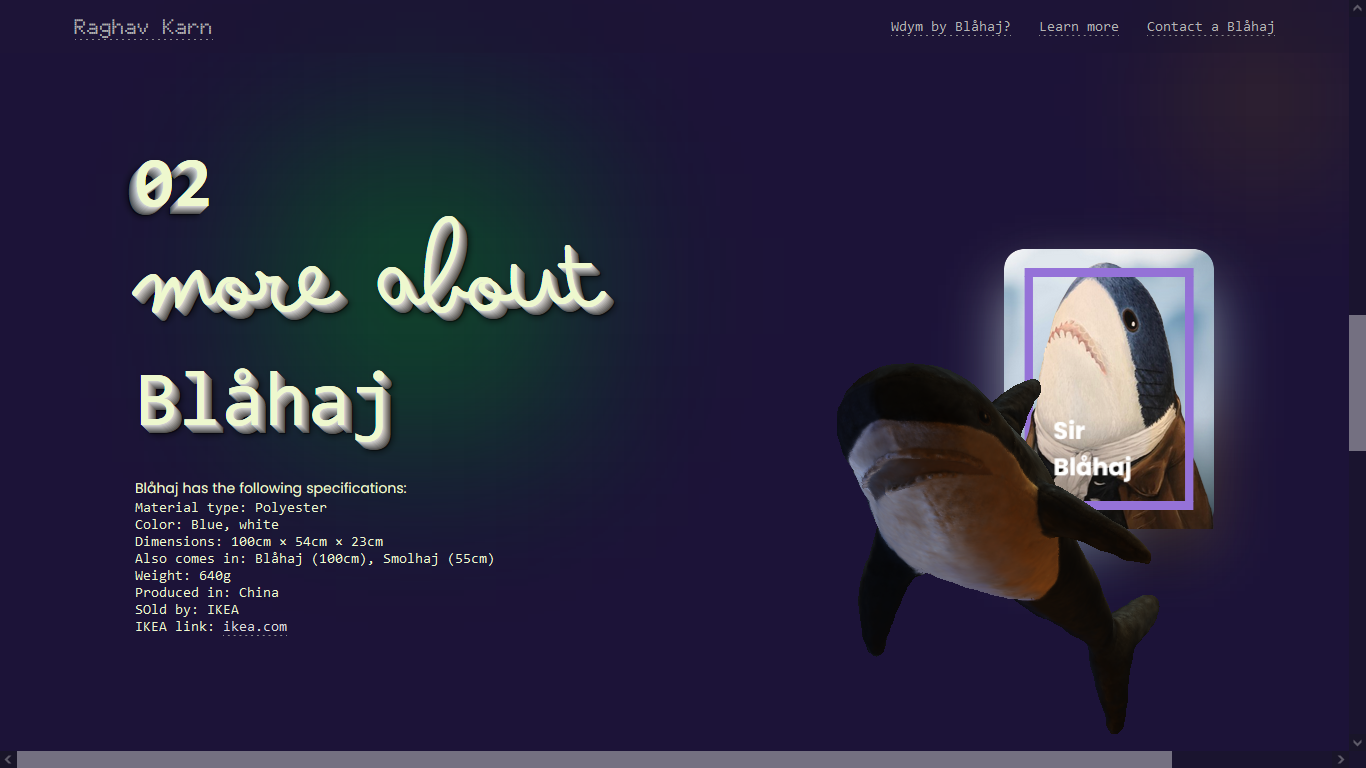 Raghav Karn
Wdym by Blåhaj? Learn more Contact a Blåhaj
02
more about
Blåhaj
Blåhaj has the following specifications:
Material type: Polyester
Color: Blue, white
Dimensions: 100cm × 54cm × 23cm
Also comes in: Blåhaj (100cm), Smolhaj (55cm)
Weight: 640g
Produced in: China
SOld by: IKEA
IKEA link: ikea.com
Sir
Blåhaj